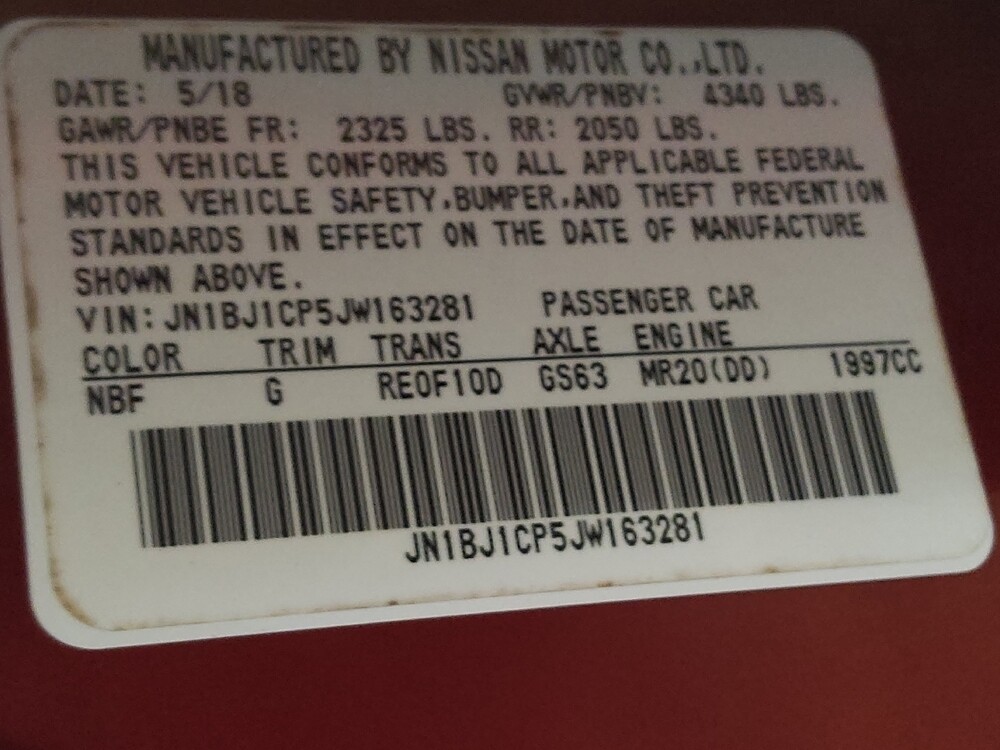 MANUFACTURED BY NISSAN MOTOR CO.,LTD.
DATE: 5/18 GVWR/PNBV: 4340 LBS.
GAWR/PNBE FR: 2325 LBS. RR: 2050 LBS.
THIS VEHICLE CONFORMS TO ALL APPLICABLE FEDERAL
MOTOR VEHICLE SAFETY,BUMPER,AND THEFT PREVENTION
STANDARDS IN EFFECT ON THE DATE OF MANUFACTURE
SHOWN ABOVE.
VIN:JN1BJ1CP5JW163281 PASSENGER CAR
COLOR TRIM TRANS AXLE ENGINE
NBF G RE0F10D GS63 MR20(DD) 1997CC
JN1BJ1CP5JW163281